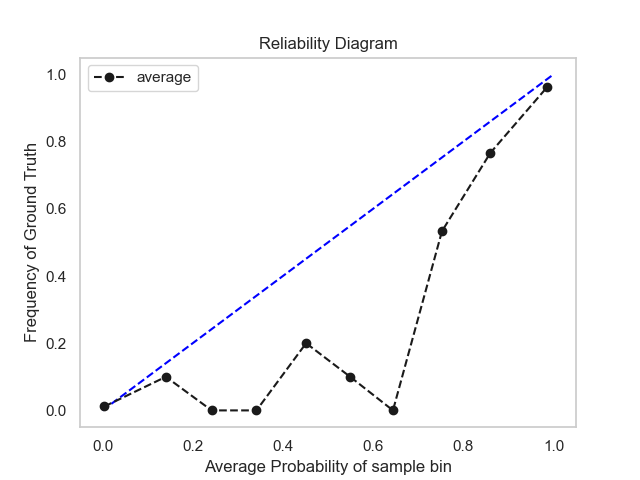 Reliability Diagram
average
Frequency of Ground Truth
1.0
0.8
0.6
0.4
0.2
0.0
0.0 0.2 0.4 0.6 0.8 1.0
Average Probability of sample bin